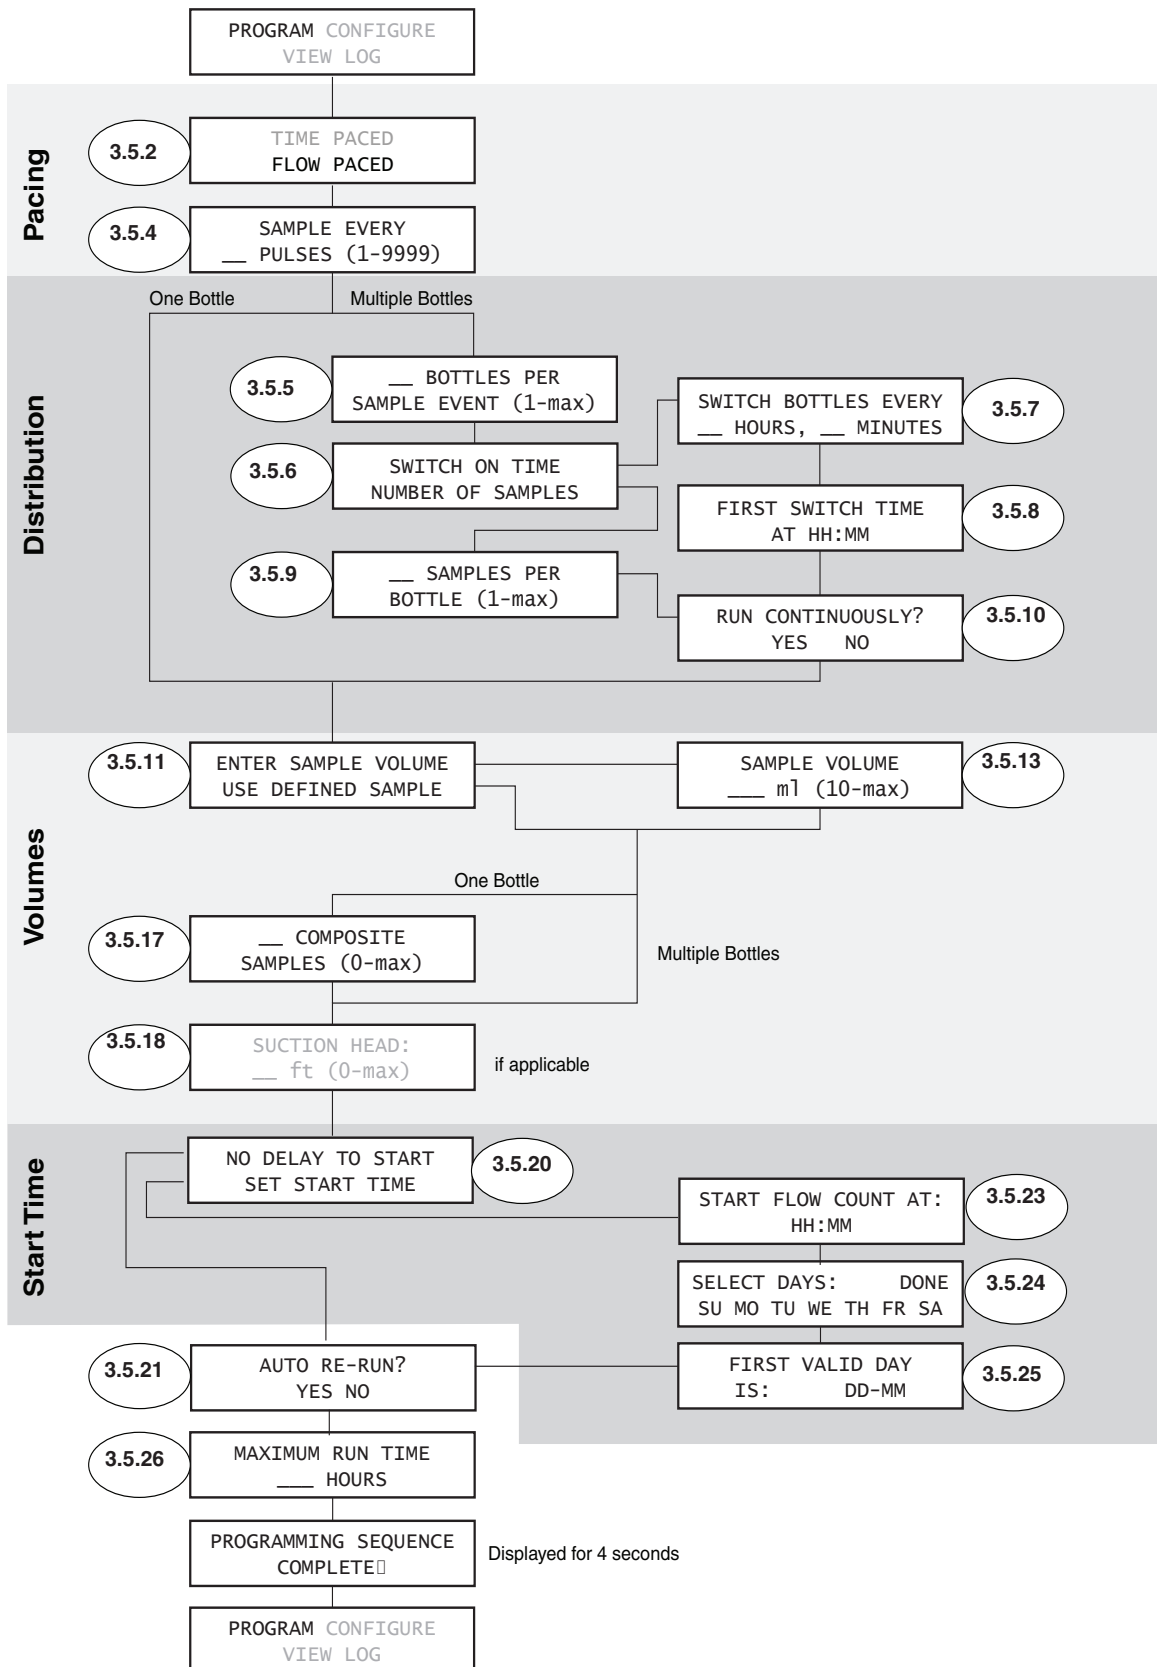 PROGRAM CONFIGURE
VIEW LOG
Pacing
3.5.2
TIME PACED
FLOW PACED
3.5.4
SAMPLE EVERY
__ PULSES (1-9999)
Distribution
One Bottle
Multiple Bottles
3.5.5
__ BOTTLES PER
SAMPLE EVENT (1-max)
3.5.6
SWITCH ON TIME
NUMBER OF SAMPLES
SWITCH BOTTLES EVERY
__ HOURS, __ MINUTES
3.5.7
FIRST SWITCH TIME
AT HH:MM
3.5.8
3.5.9
__ SAMPLES PER
BOTTLE (1-max)
RUN CONTINUOUSLY?
YES NO
3.5.10
Volumes
3.5.11
ENTER SAMPLE VOLUME
USE DEFINED SAMPLE
SAMPLE VOLUME
___ ml (10-max)
3.5.13
One Bottle
3.5.17
__ COMPOSITE
SAMPLES (0-max)
Multiple Bottles
3.5.18
SUCTION HEAD:
__ ft (0-max)
if applicable
Start Time
NO DELAY TO START
SET START TIME
3.5.20
START FLOW COUNT AT:
HH:MM
3.5.23
SELECT DAYS: DONE
SU MO TU WE TH FR SA
3.5.24
FIRST VALID DAY
IS: DD-MM
3.5.25
3.5.21
AUTO RE-RUN?
YES NO
3.5.26
MAXIMUM RUN TIME
___ HOURS
PROGRAMMING SEQUENCE
COMPLETE▯
Displayed for 4 seconds
PROGRAM CONFIGURE
VIEW LOG